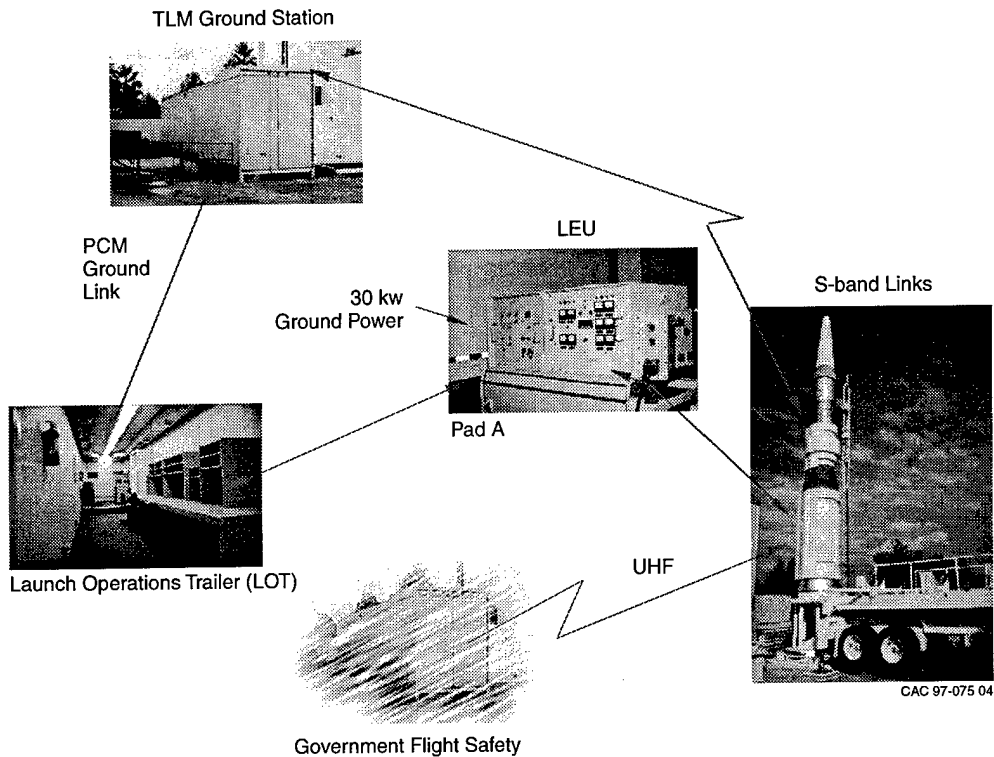 TLM Ground Station
PCM
Ground
Link
LEU
30 kw
Ground Power
S-band Links
Pad A
Launch Operations Trailer (LOT)
UHF
CAC 97-075 04
Government Flight Safety